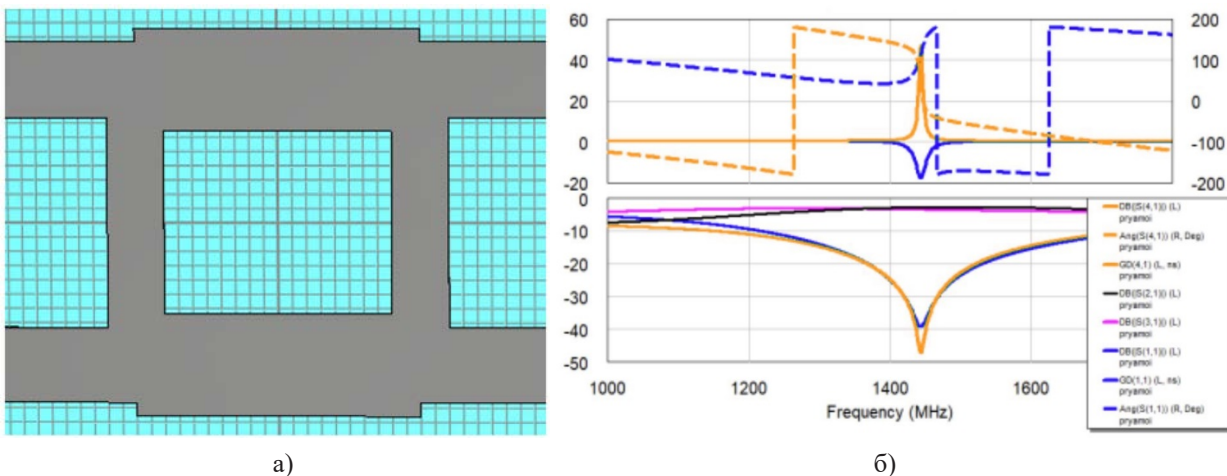 60
40
20
0
-20
200
100
0
-100
-200
0
-10
-20
-30
-40
-50
1000
1200
1400
1600
Frequency (MHz)
DB(|S(4,1)|) (L)
pryamoi
Ang(S(4,1)) (R, Deg)
pryamoi
GD(4,1) (L, ns)
pryamoi
DB(|S(2,1)|) (L)
pryamoi
DB(|S(3,1)|) (L)
pryamoi
DB(|S(1,1)|) (L)
pryamoi
GD(1,1) (L, ns)
pryamoi
Ang(S(1,1)) (R, Deg)
pryamoi
а)
б)